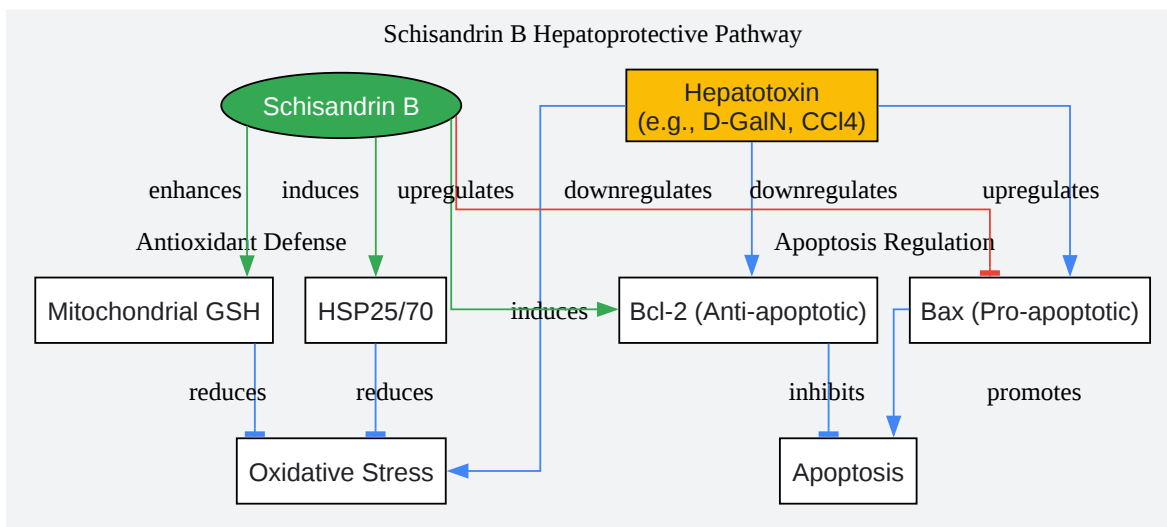 Schisandrin B Hepatoprotective Pathway
Schisandrin B
Hepatotoxin
(e.g., D-GalN, CCl4)
enhances
induces
upregulates
downregulates
downregulates
upregulates
Antioxidant Defense
Apoptosis Regulation
Mitochondrial GSH
HSP25/70
induces
Bcl-2 (Anti-apoptotic)
Bax (Pro-apoptotic)
reduces
reduces
inhibits
promotes
Oxidative Stress
Apoptosis